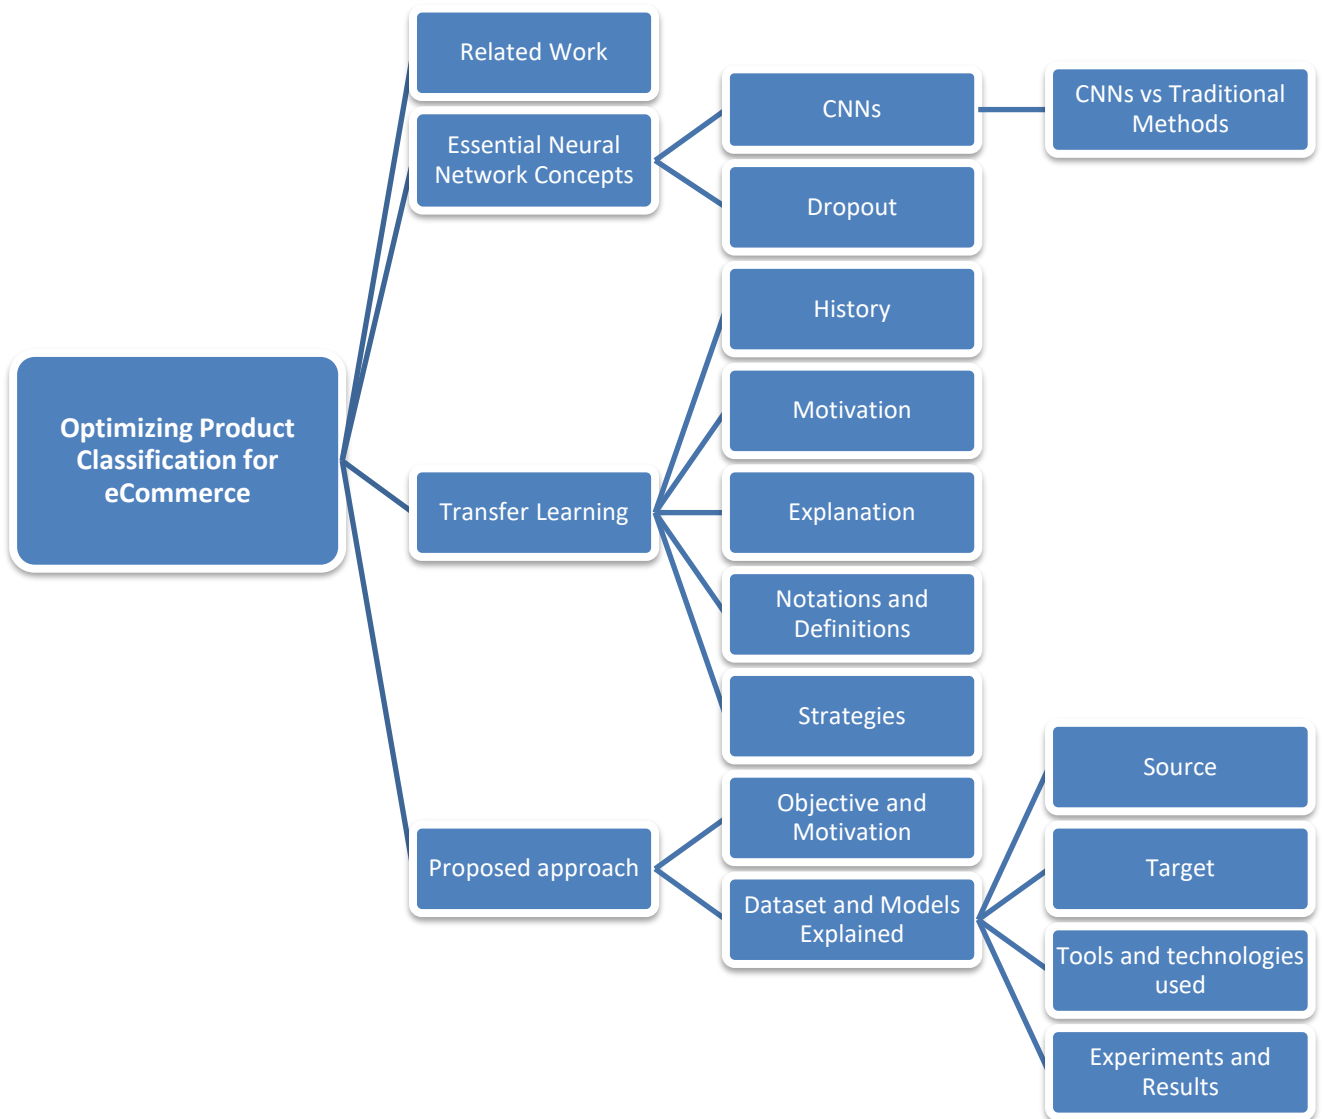 Optimizing Product
Classification for
eCommerce
Related Work
Essential Neural
Network Concepts
CNNs
CNNs vs Traditional
Methods
Dropout
Transfer Learning
History
Motivation
Explanation
Notations and
Definitions
Strategies
Proposed approach
Objective and
Motivation
Dataset and Models
Explained
Source
Target
Tools and technologies
used
Experiments and
Results